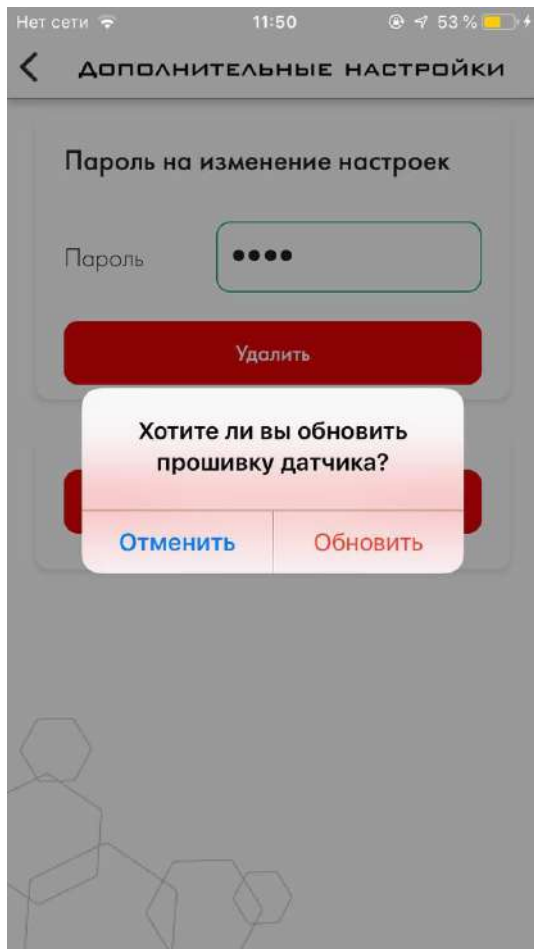 Нет сети 11:50 53 %
Дополнительные настройки
Пароль на изменение настроек
Пароль ••••
Удалить
Хотите ли вы обновить
прошивку датчика?
Отменить Обновить